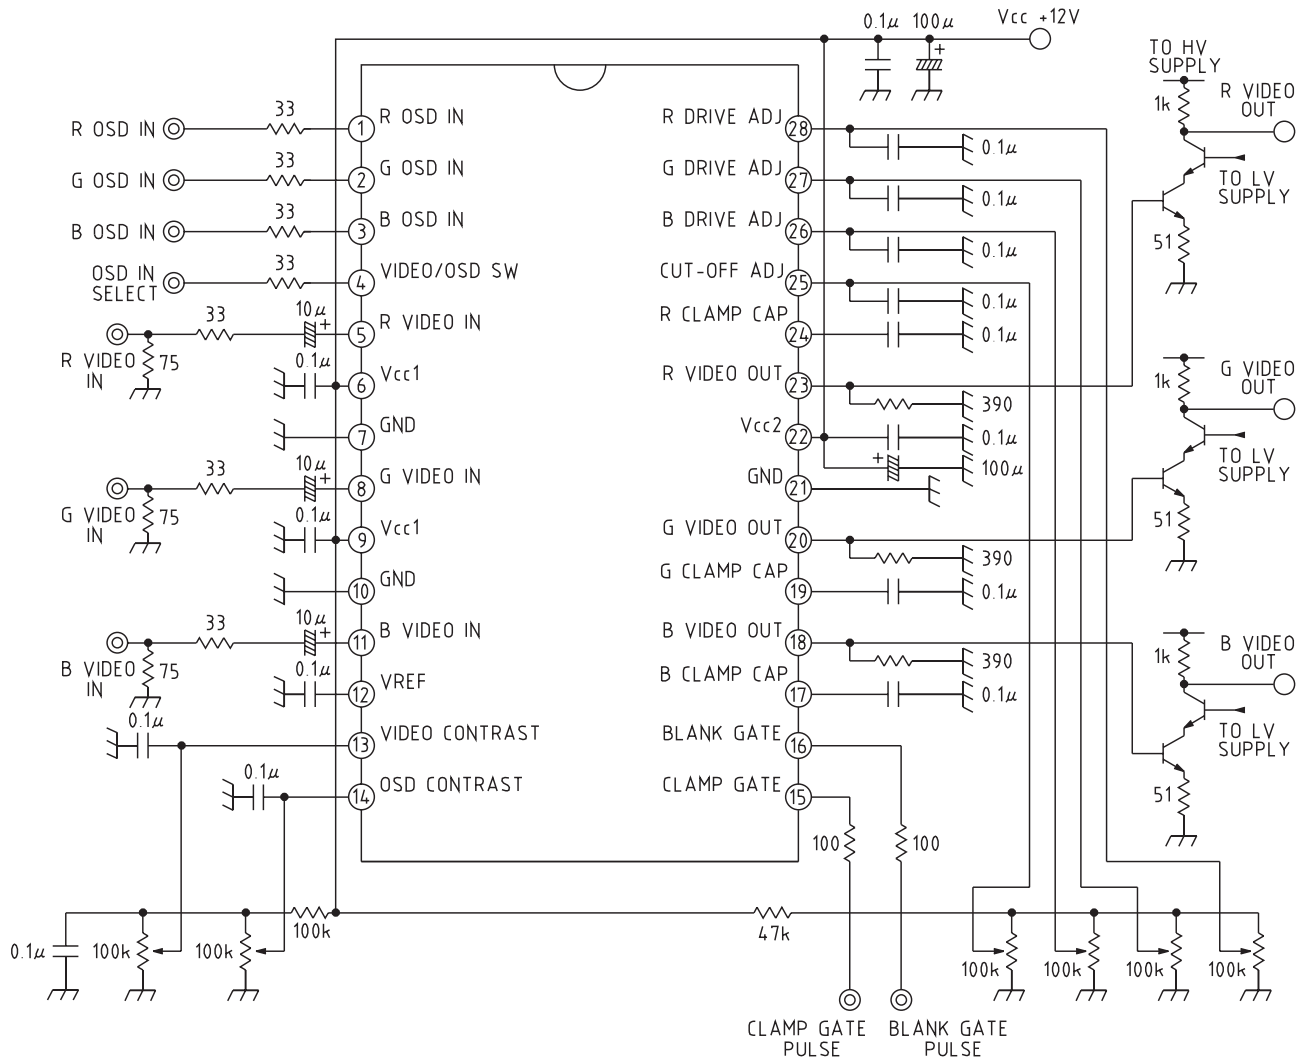 0.1μ 100μ
Vcc +12V
TO HV
SUPPLY
1k
R VIDEO
OUT
TO LV
SUPPLY
51
R OSD IN
33
1
R OSD IN
G OSD IN
33
2
G OSD IN
B OSD IN
33
3
B OSD IN
OSD IN
SELECT
33
4
VIDEO/OSD SW
R VIDEO
IN
75
33
10μ
+
5
R VIDEO IN
0.1μ
6
Vcc1
7
GND
G VIDEO
IN
75
33
10μ
+
8
G VIDEO IN
0.1μ
9
Vcc1
10
GND
B VIDEO
IN
75
33
10μ
+
11
B VIDEO IN
0.1μ
12
VREF
0.1μ
13
VIDEO CONTRAST
0.1μ
14
OSD CONTRAST
+
R DRIVE ADJ
28
0.1μ
G DRIVE ADJ
27
0.1μ
B DRIVE ADJ
26
0.1μ
CUT-OFF ADJ
25
0.1μ
R CLAMP CAP
24
0.1μ
R VIDEO OUT
23
390
Vcc2
22
0.1μ
+
100μ
GND
21
G VIDEO OUT
20
390
G CLAMP CAP
19
0.1μ
B VIDEO OUT
18
390
B CLAMP CAP
17
0.1μ
BLANK GATE
16
CLAMP GATE
15
100
100
1k
G VIDEO
OUT
TO LV
SUPPLY
51
1k
B VIDEO
OUT
TO LV
SUPPLY
51
0.1μ
100k
100k
100k
47k
100k
100k
100k
100k
CLAMP GATE
PULSE
BLANK GATE
PULSE